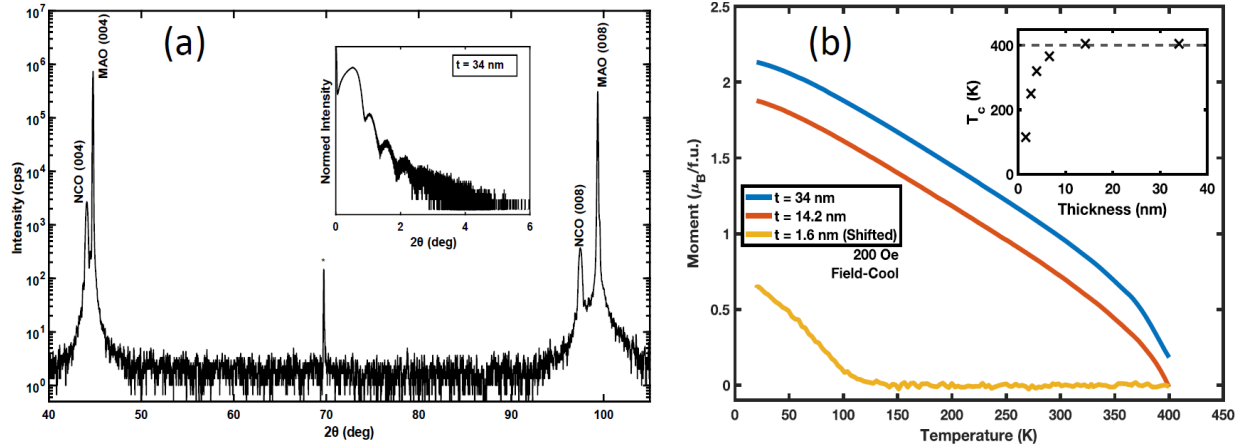 (a)
Intensity (cps)
10^7
10^6
10^5
10^4
10^3
10^2
10^1
10^0
40 50 60 70 80 90 100
2θ (deg)
NCO (004)
MAO (004)
*
NCO (008)
MAO (008)
t = 34 nm
Normed Intensity
0 2 4 6
2θ (deg)
(b)
Moment (μB/f.u.)
2.5
2
1.5
1
0.5
0
0 50 100 150 200 250 300 350 400 450
Temperature (K)
t = 34 nm
t = 14.2 nm
t = 1.6 nm (Shifted)
200 Oe
Field-Cool
Tc (K)
400
200
0
0 10 20 30 40
Thickness (nm)